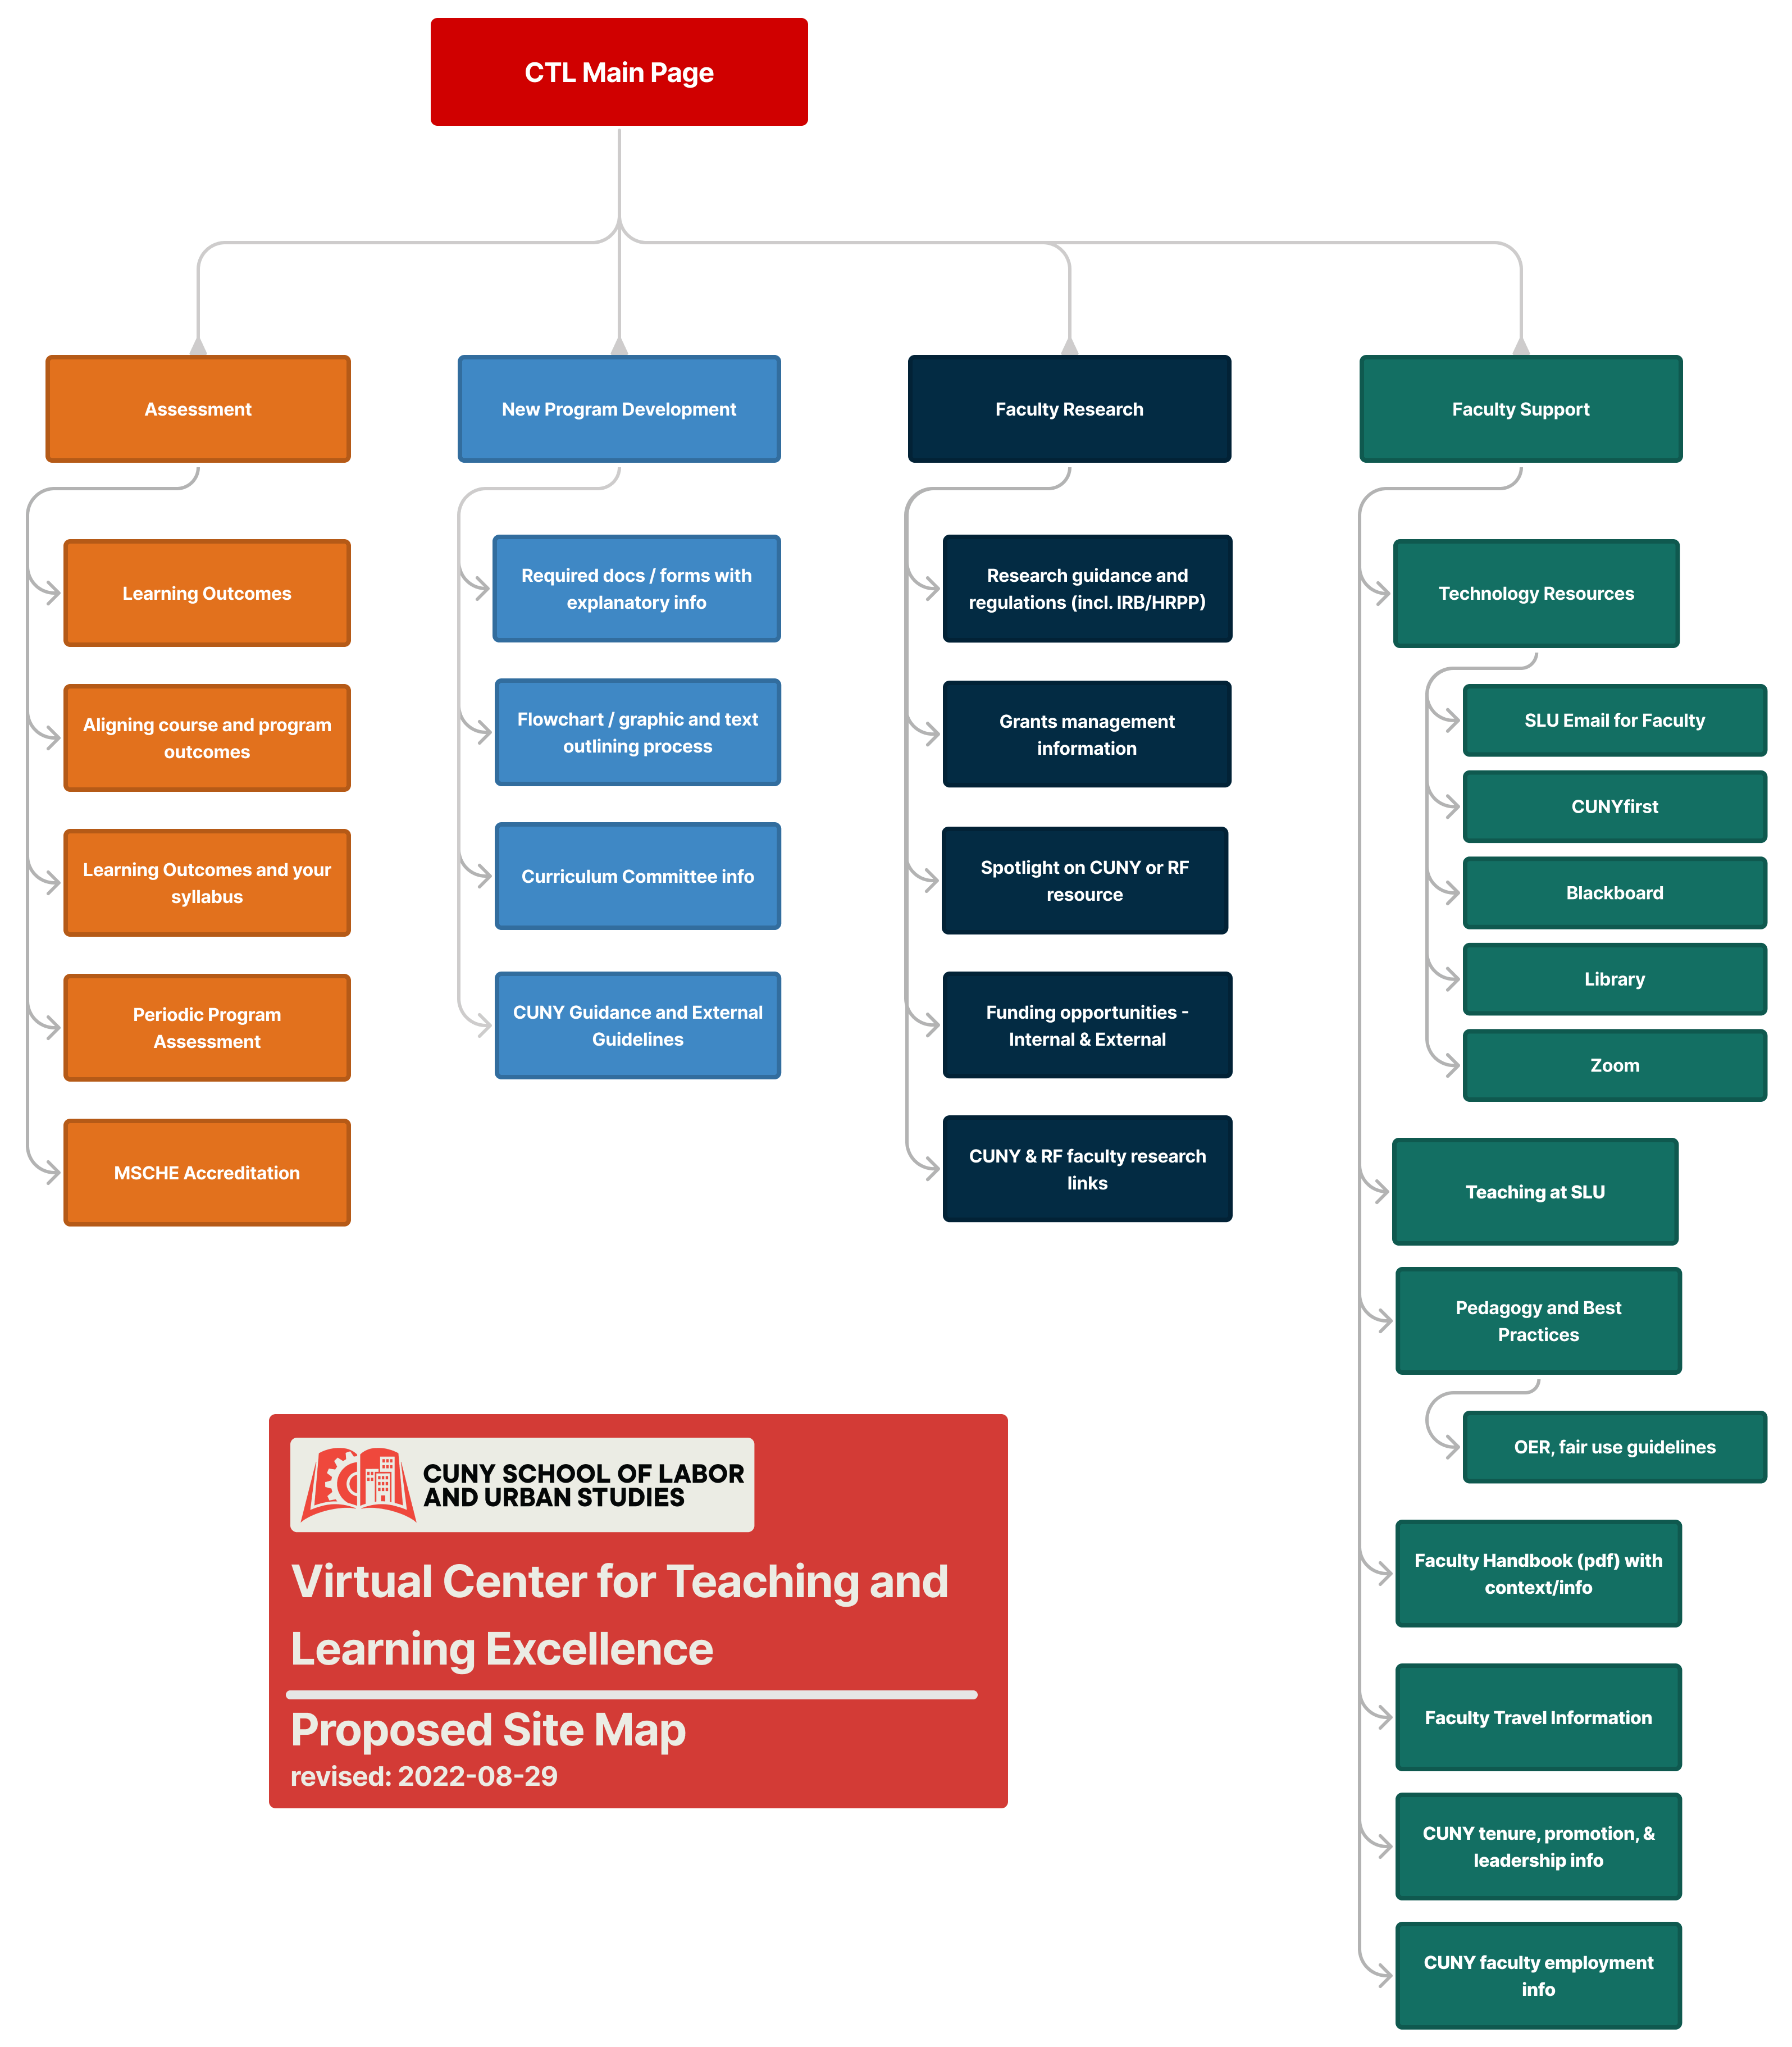 CTL Main Page
Assessment
Learning Outcomes
Aligning course and program
outcomes
Learning Outcomes and your
syllabus
Periodic Program
Assessment
MSCHE Accreditation
New Program Development
Required docs / forms with
explanatory info
Flowchart / graphic and text
outlining process
Curriculum Committee info
CUNY Guidance and External
Guidelines
Faculty Research
Research guidance and
regulations (incl. IRB/HRPP)
Grants management
information
Spotlight on CUNY or RF
resource
Funding opportunities -
Internal & External
CUNY & RF faculty research
links
Faculty Support
Technology Resources
SLU Email for Faculty
CUNYfirst
Blackboard
Library
Zoom
Teaching at SLU
Pedagogy and Best
Practices
OER, fair use guidelines
Faculty Handbook (pdf) with
context/info
Faculty Travel Information
CUNY tenure, promotion, &
leadership info
CUNY faculty employment
info
CUNY SCHOOL OF LABOR
AND URBAN STUDIES
Virtual Center for Teaching and
Learning Excellence
Proposed Site Map
revised: 2022-08-29